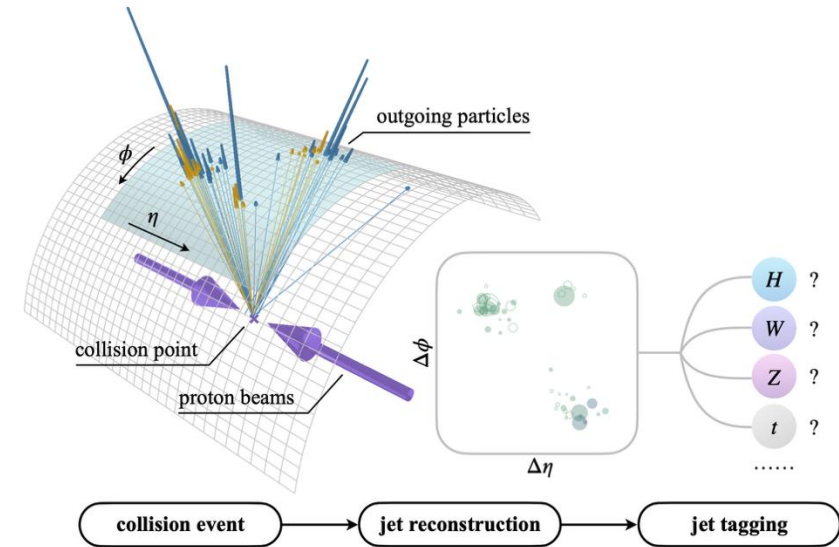 outgoing particles
ϕ
η
collision point
proton beams
Δϕ
Δη
H ?
W ?
Z ?
t ?
......
collision event
jet reconstruction
jet tagging